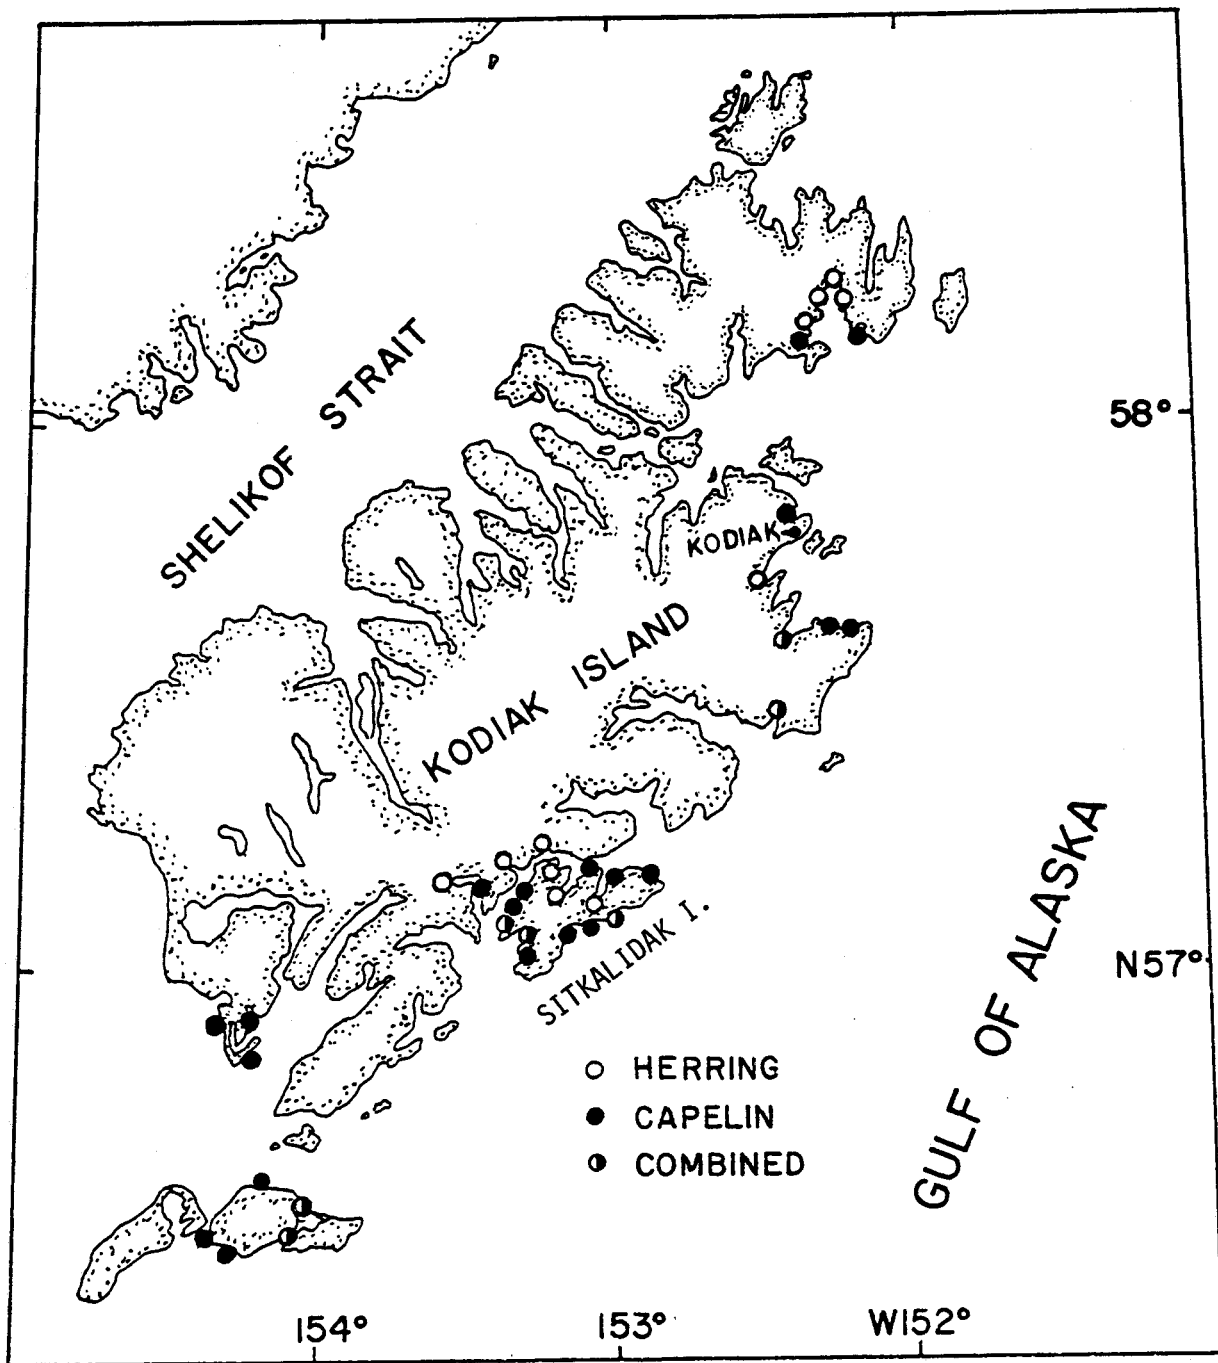 58°
SHELIKOF STRAIT
KODIAK
KODIAK ISLAND
GULF OF ALASKA
SITKALIDAK I.
N57°
HERRING
CAPELIN
COMBINED
154°
153°
W152°